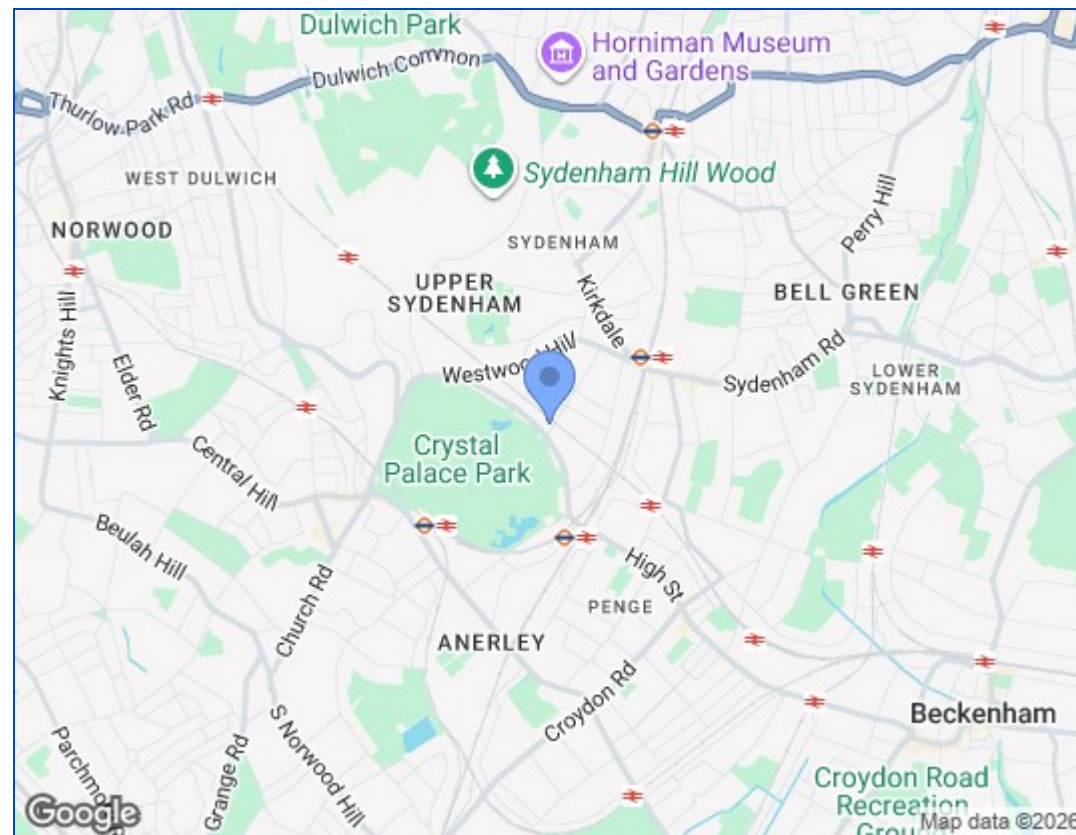 Dulwich Park
Horniman Museum
and Gardens
Dulwich Common
Thurlow Park Rd
WEST DULWICH
Sydenham Hill Wood
NORWOOD
SYDENHAM
Perry Hill
UPPER
SYDENHAM
Kirkdale
BELL GREEN
Knights Hill
Elder Rd
Westwood Hill
Sydenham Rd
LOWER
SYDENHAM
Crystal
Palace Park
Central Hill
Beulah Hill
Church Rd
High St
PENGE
ANERLEY
Croydon Rd
S Norwood Hill
Grange Rd
Beckenham
Croydon Road
Recreation
Google
Map data ©2026